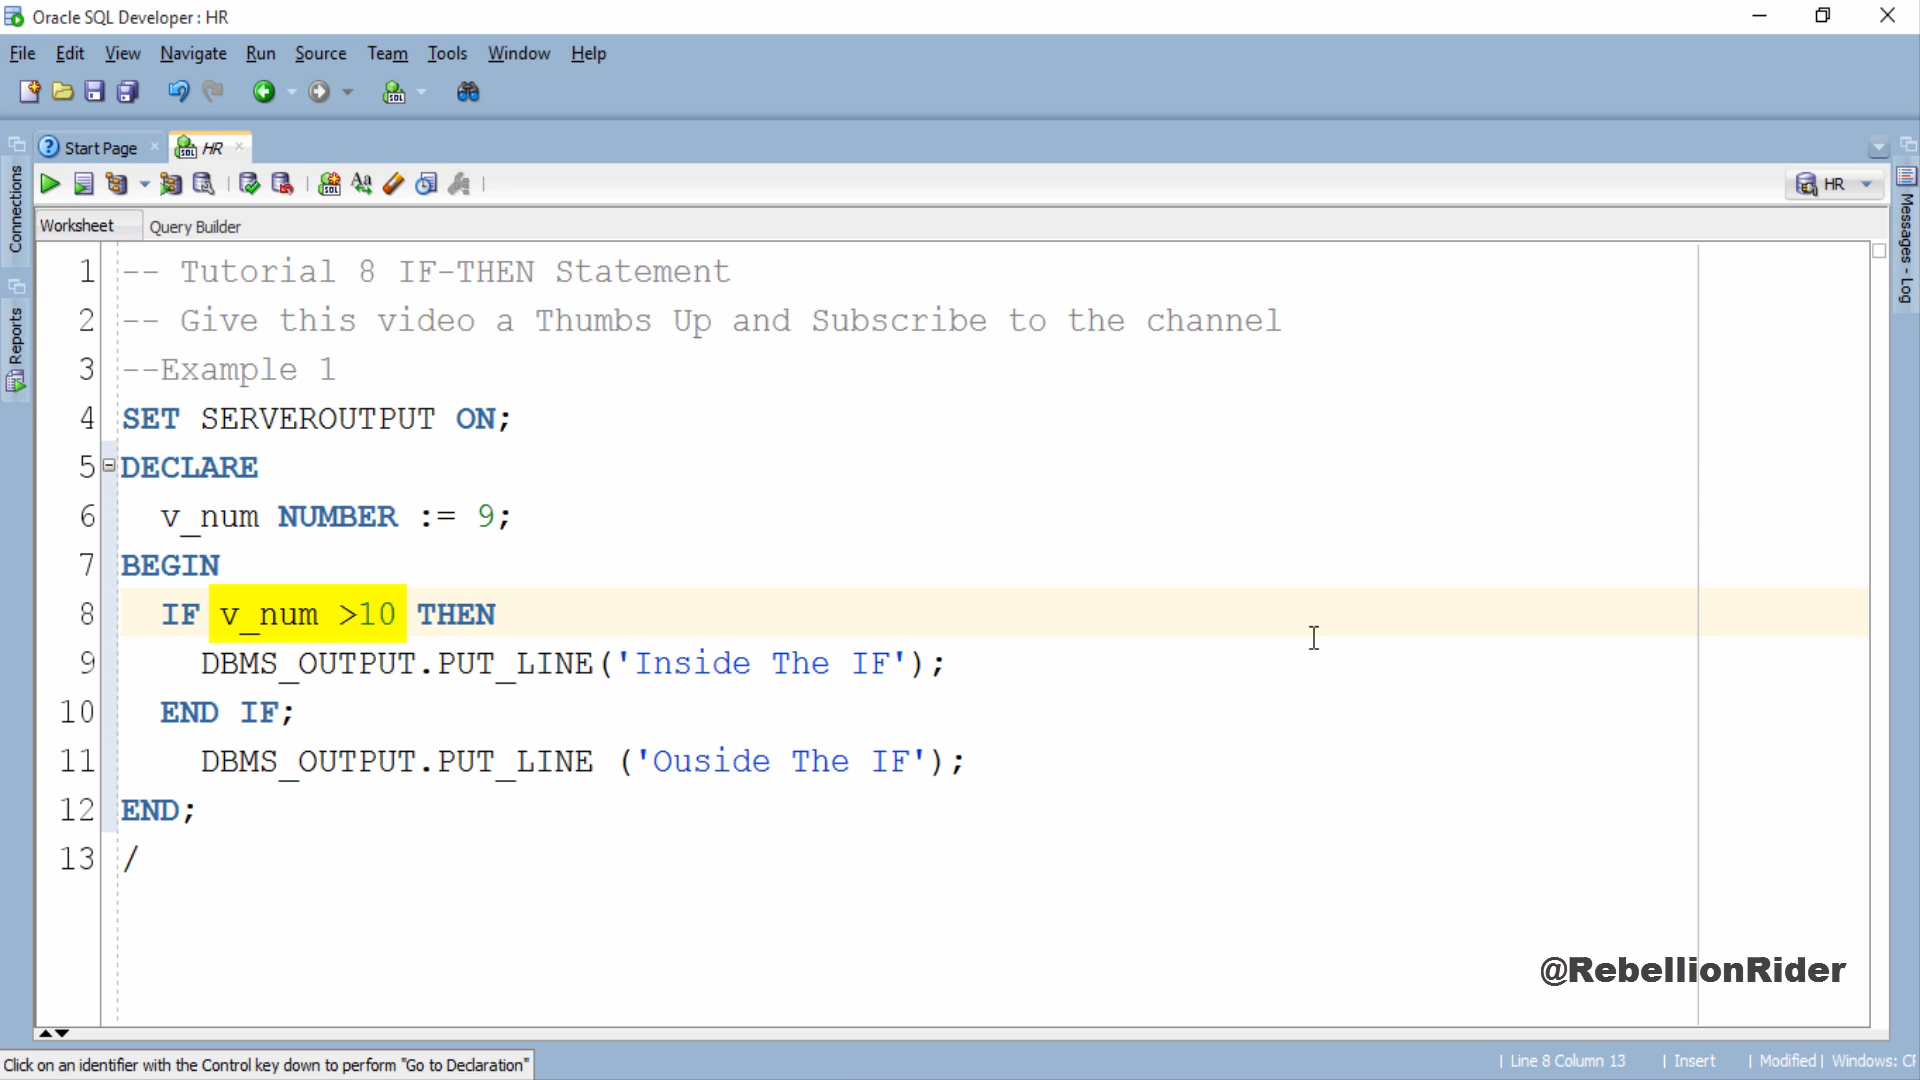 Oracle SQL Developer : HR
File Edit View Navigate Run Source Team Tools Window Help
Start Page HR
HR
Connections
Reports
Messages - Log
Worksheet Query Builder
1 -- Tutorial 8 IF-THEN Statement
2 -- Give this video a Thumbs Up and Subscribe to the channel
3 --Example 1
4 SET SERVEROUTPUT ON;
5 DECLARE
6 v_num NUMBER := 9;
7 BEGIN
8 IF v_num >10 THEN
9 DBMS_OUTPUT.PUT_LINE('Inside The IF');
10 END IF;
11 DBMS_OUTPUT.PUT_LINE ('Ouside The IF');
12 END;
13 /
@RebellionRider
Click on an identifier with the Control key down to perform "Go to Declaration"
| Line 8 Column 13 | Insert | Modified | Windows: CF